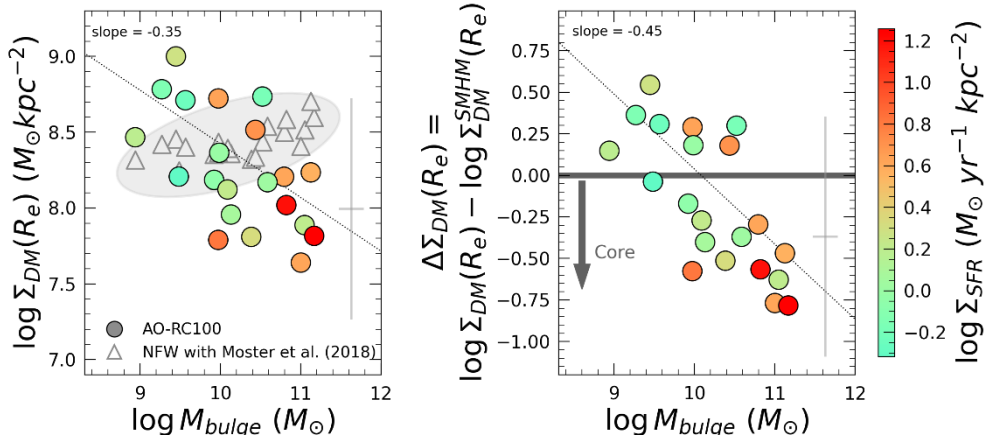 slope = -0.35
9.0
8.5
8.0
7.5
7.0
log Σ_DM(R_e) (M_⊙kpc⁻²)
AO-RC100
NFW with Moster et al. (2018)
8 9 10 11 12
log M_bulge (M_⊙)
slope = -0.45
0.75
0.50
0.25
0.00
−0.25
−0.50
−0.75
−1.00
ΔΣ_DM(R_e) =
log Σ_DM(R_e) − log Σ_DM^SMHM(R_e)
Core
9 10 11 12
log M_bulge (M_⊙)
1.2
1.0
0.8
0.6
0.4
0.2
0.0
−0.2
log Σ_SFR (M_⊙ yr⁻¹ kpc⁻²)